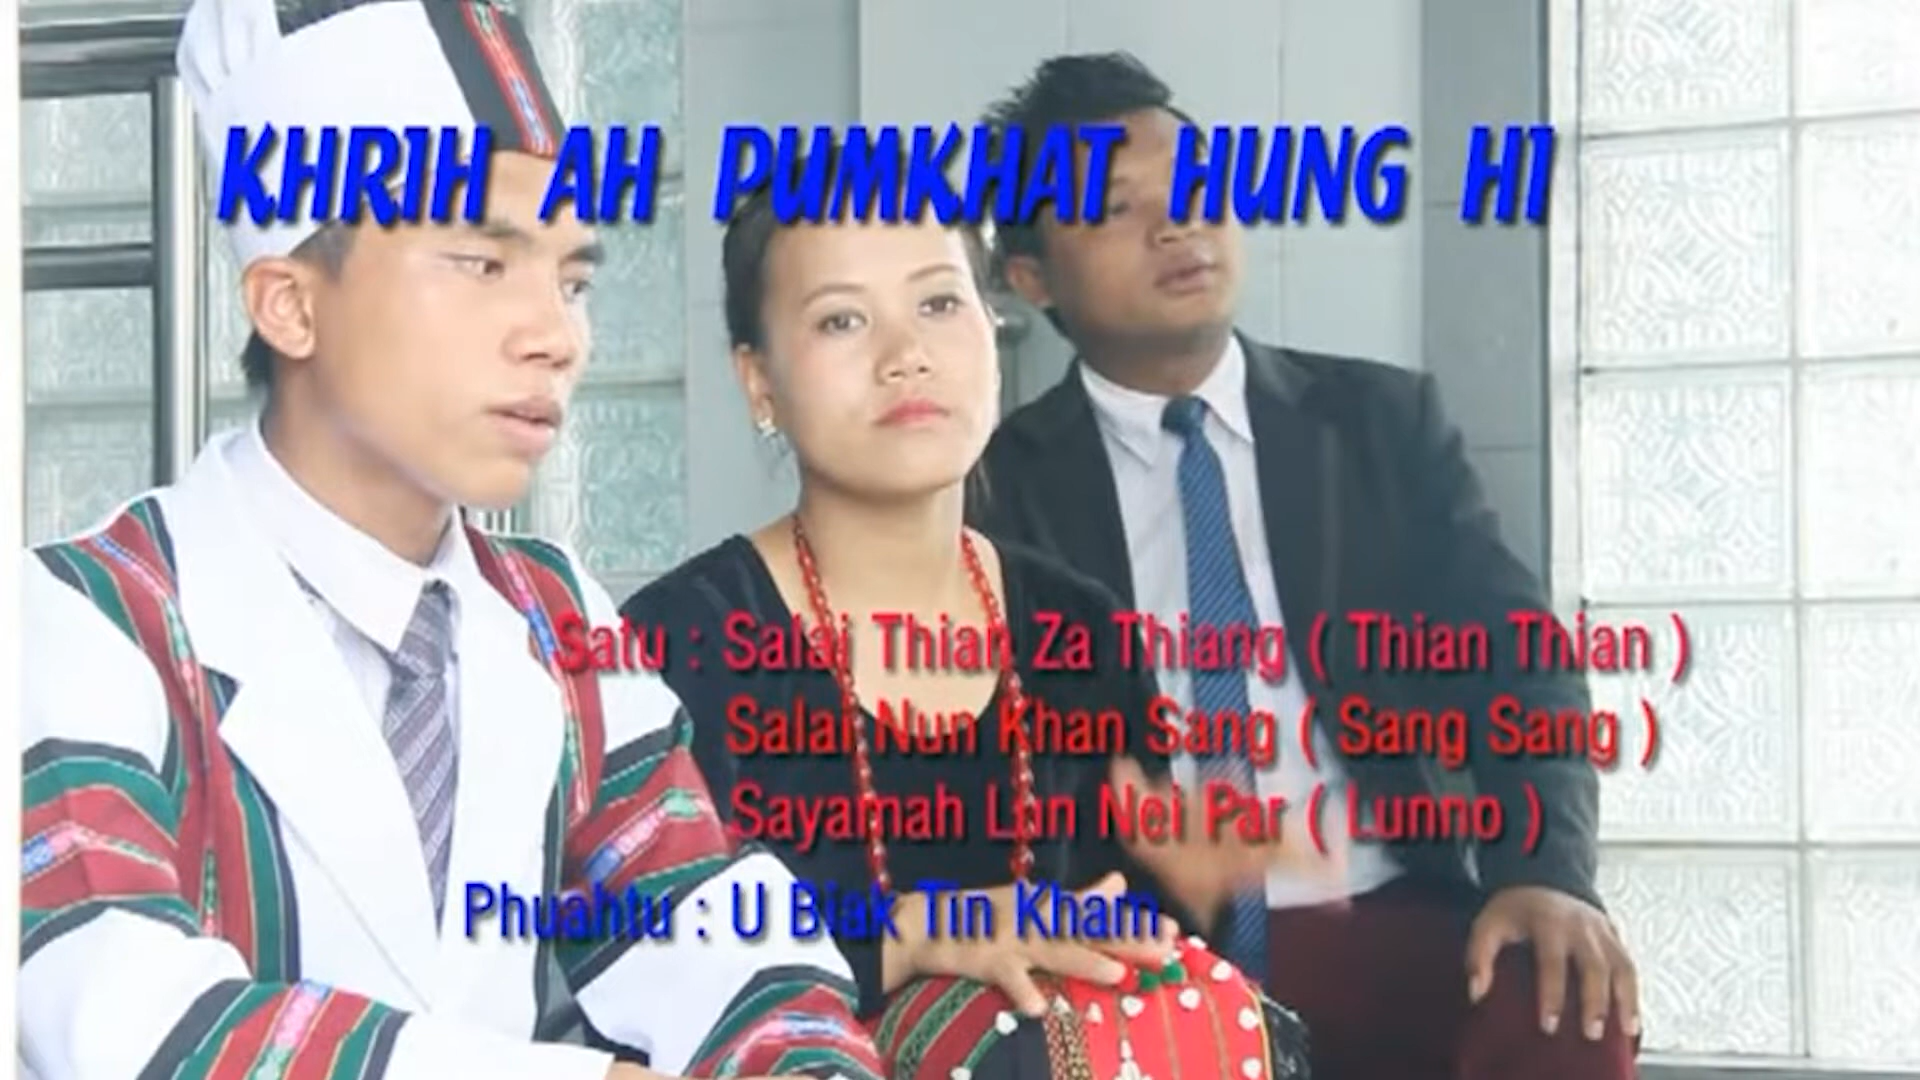 KHRIH AH PUMKHAT HUNG HI
Satu : Salai Thian Za Thiang ( Thian Thian )
Salai Nun Khan Sang ( Sang Sang )
Sayamah Lun Nei Par ( Lunno )
Phuahtu : U Biak Tin Kham